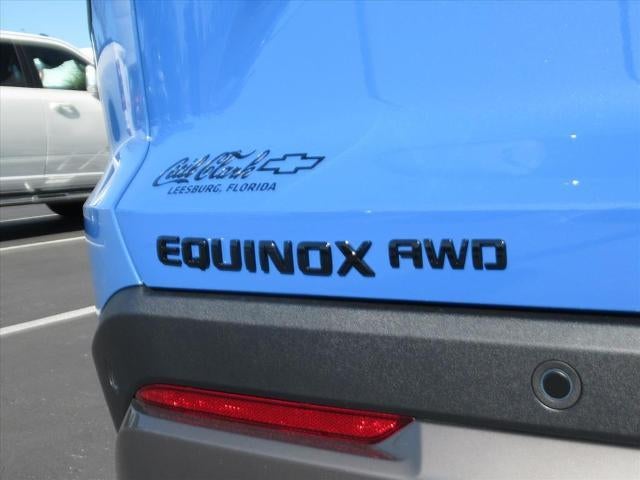 Cecil Clark
LEESBURG, FLORIDA
EQUINOX AWD